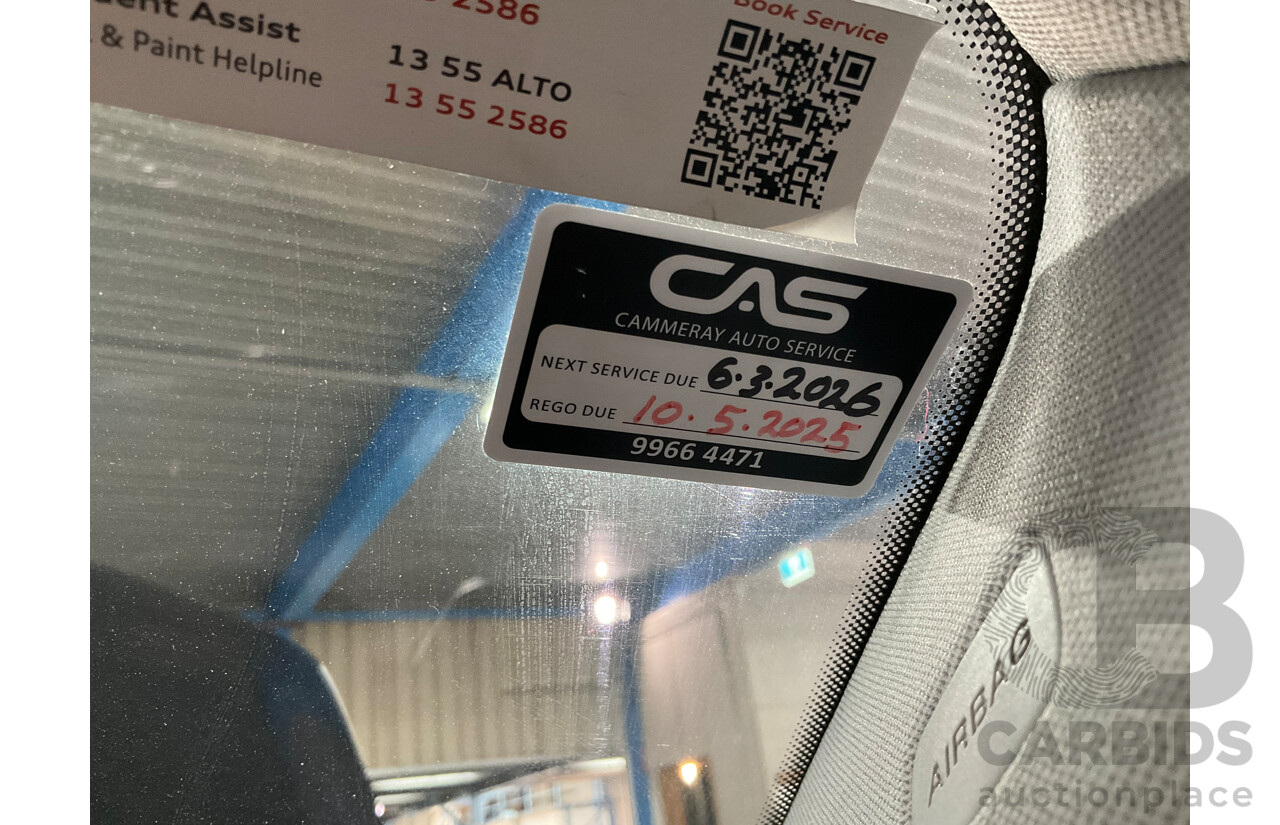 2586
Book Service
ent Assist
& Paint Helpline
13 55 ALTO
13 55 2586
CAS
CAMMERAY AUTO SERVICE
NEXT SERVICE DUE 6.3.2026
REGO DUE 10.5.2025
9966 4471
AIRBAG
B
CARBIDS
auctionplace